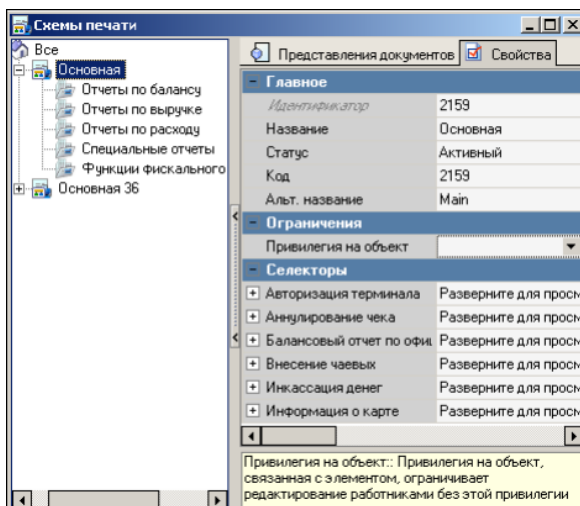 Схемы печати
Все
Основная
Отчеты по балансу
Отчеты по выручке
Отчеты по расходу
Специальные отчеты
Функции фискального
Основная 36
Представления документов
Свойства
Главное
Идентификатор 2159
Название Основная
Статус Активный
Код 2159
Альт. название Main
Ограничения
Привилегия на объект
Селекторы
Авторизация терминала Разверните для просм
Аннулирование чека Разверните для просм
Балансовый отчет по офиц Разверните для просм
Внесение чаевых Разверните для просм
Инкассация денег Разверните для просм
Информация о карте Разверните для просм
Привилегия на объект:: Привилегия на объект,
связанная с элементом, ограничивает
редактирование работниками без этой привилегии